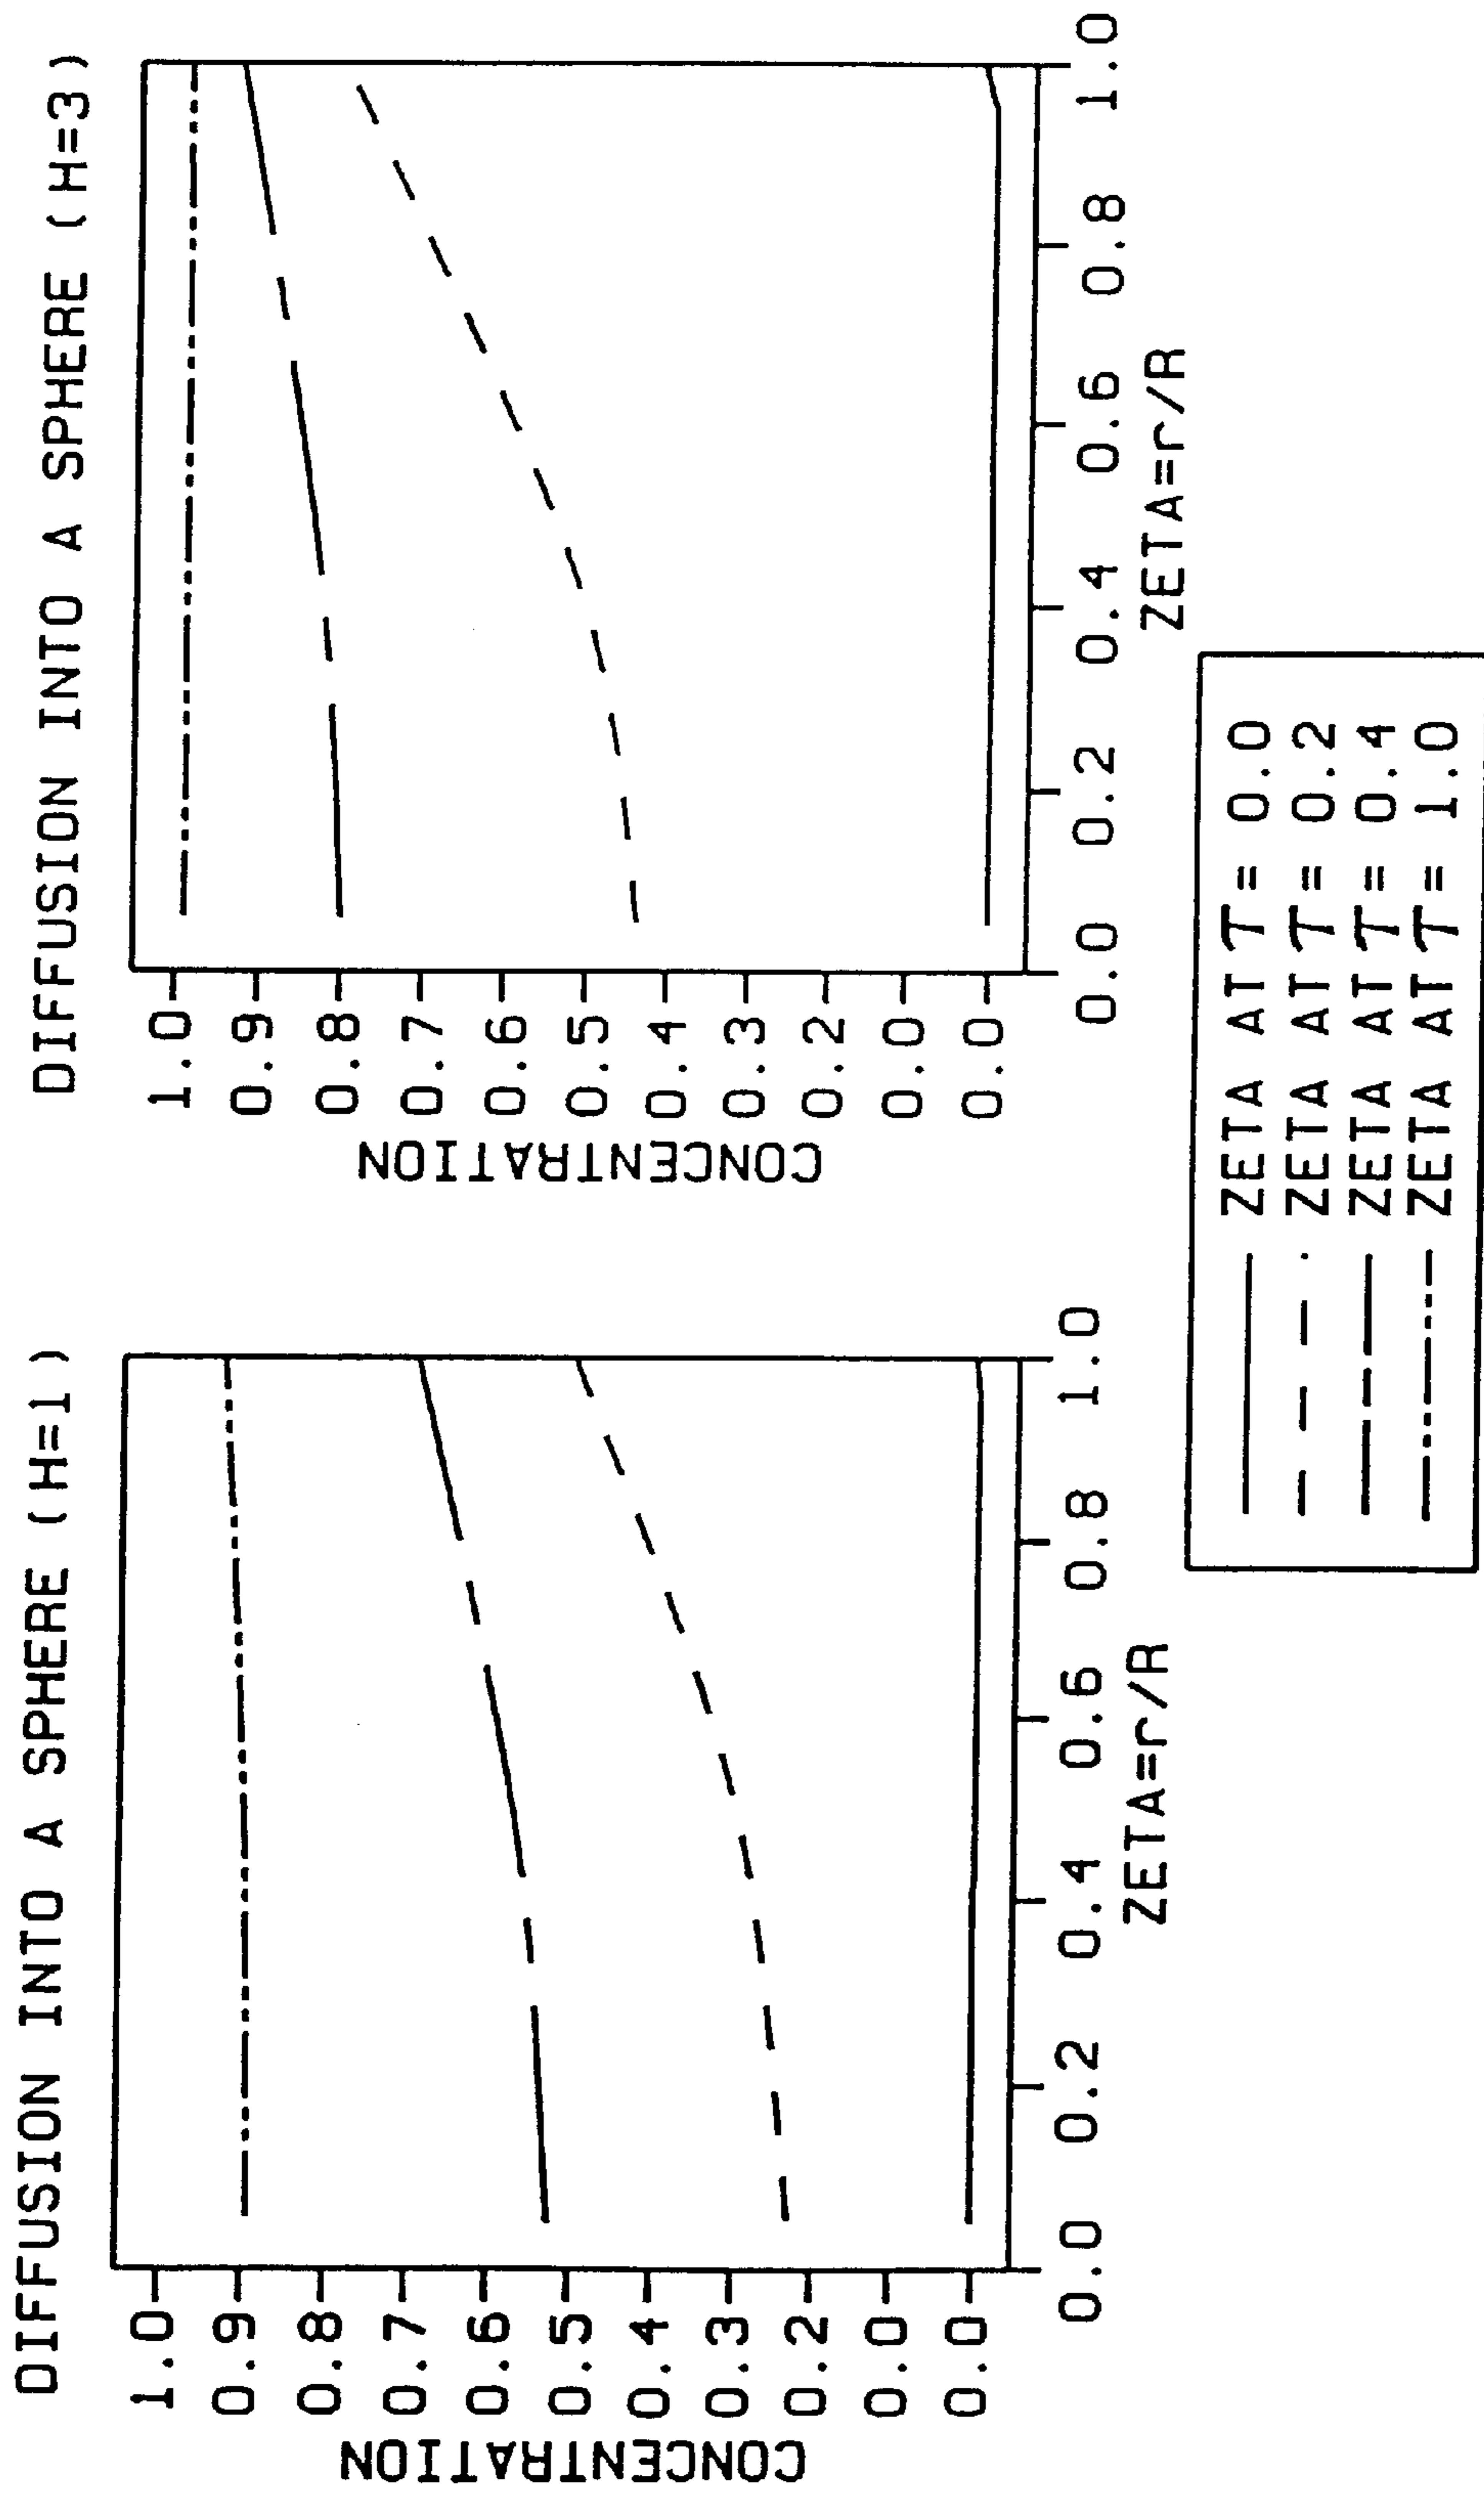 DIFFUSION INTO A SPHERE (H=1)
CONCENTRATION
1.0
0.9
0.8
0.7
0.6
0.5
0.4
0.3
0.2
0.0
0.0
0.0 0.2 0.4 0.6 0.8 1.0
ZETA=r/R
DIFFUSION INTO A SPHERE (H=3)
CONCENTRATION
1.0
0.9
0.8
0.7
0.6
0.5
0.4
0.3
0.2
0.0
0.0
0.0 0.2 0.4 0.6 0.8 1.0
ZETA=r/R
ZETA AT T= 0.0
ZETA AT T= 0.2
ZETA AT T= 0.4
ZETA AT T= 1.0